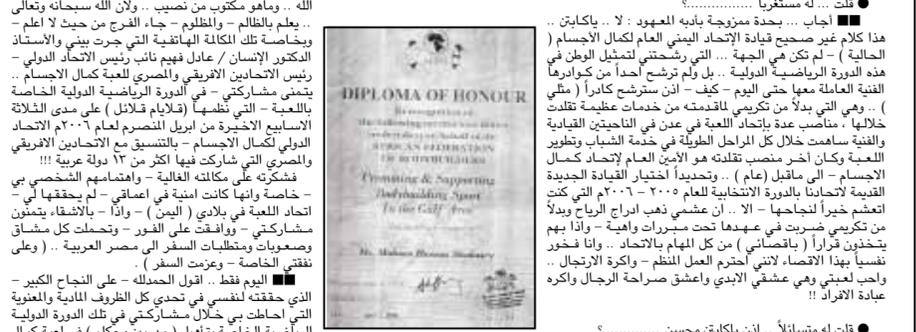 ● قلت ... له مستغرباً ................؟
■■ أجاب ... بحدة ممزوجة بأدبه المعهود : لا .. ياكابتن ..
هذا كلام غير صحيح قيادة الإتحاد اليمني العام لكمال الأجسام (
الحالية ) – لم تكن هي الجهة ... التي رشحتني لتمثيل الوطن في
هذه الدورة الرياضية الدولية .. بل ولم ترشح أحداً من كوادرها
الفنية العاملة معها حتى اليوم – كيف – اذن سترشح كادراً ( مثلي
) .. وهي التي بدلاً من تكريمي لماقدمته من خدمات عظيمة تقلدت
خلالها ، مناصب عدة بإتحاد اللعبة في عدن في الناحيتين القيادية
والفنية ساهمت خلال كل المراحل الطويلة في خدمة الشباب وتطوير
اللعبة وكان أخر منصب تقلدته هو الأمين العام لإتحاد كمال
الاجسام – الى ماقبل (عام ) .. وتحديداً اختيار القيادة الجديدة
القديمة لاتحادنا بالدورة الانتخابية للعام ٢٠٠٥ – ٢٠٠٦م التي كنت
اتعشم خيراً لنجاحها – الا .. ان عشمي ذهب ادراج الرياح وبدلاً
من تكريمي ضربت في عهدها تحت مبررات واهية – واذا بهم
يتخذون قراراً ( باقصائي ) من كل المهام بالاتحاد .. وانا فخور
نفسياً بهذا الاقصاء لانني احترم العمل المنظم – واكرة الارتجال ..
واحب لعبتي وهي عشقي الابدي واعشق صراحة الرجال واكره
عبادة الافراد !!
● قلت له متسائلاً .. اذن ياكابتن محسن ..............؟
DIPLOMA OF HONOUR
In recognition of
AFRICAN FEDERATION
OF BODYBUILDERS
Promoting & Supporting
Bodybuilding Sport
In the Gulf Area
الله .. وماهو مكتوب من نصيب .. ولان الله سبحانه وتعالى
.. يعلم بالظالم – والمظلوم – جاء الفرج من حيث لا اعلم –
وبخاصة تلك المكالمة الهاتفية التي جرت بيني والأستاذ
الدكتور الإنسان / عادل فهيم نائب رئيس الاتحاد الدولي –
رئيس الاتحادين الافريقي والمصري للعبة كمال الاجسام ..
يتمنى مشاركتي – في الدورة الرياضية الدولية الخاصة
باللعبة – التي نظمها (قلايام قلائل ) على مدى الثلاثة
الاسابيع الاخيرة من ابريل المنصرم لعام ٢٠٠٦م الاتحاد
الدولي لكمال الاجسام – بالتنسيق مع الاتحادين الافريقي
والمصري التي شاركت فيها اكثر من ١٣ دولة عربية !!!
فشكرته على مكالمته الغالية – واهتمامهم الشخصي بي
– خاصة وانها كانت امنية في اعماقي – لم يحققها لي –
اتحاد اللعبة في بلادي ( اليمن ) – واذا – بالاشقاء يتمنون
مشاركتي – ووافقت على الفور – وتحملت كل مشاق
وصعوبات ومتطلبات السفر الى مصر العربية .. ( وعلى
نفقتي الخاصة – وعزمت السفر ) .
■■ اليوم فقط .. اقول الحمدلله – على النجاح الكبير –
الذي حققته لنفسي في تحدي كل الظروف المادية والمعنوية
التي احاطت بي خلال مشاركتي في تلك الدورة الدولية